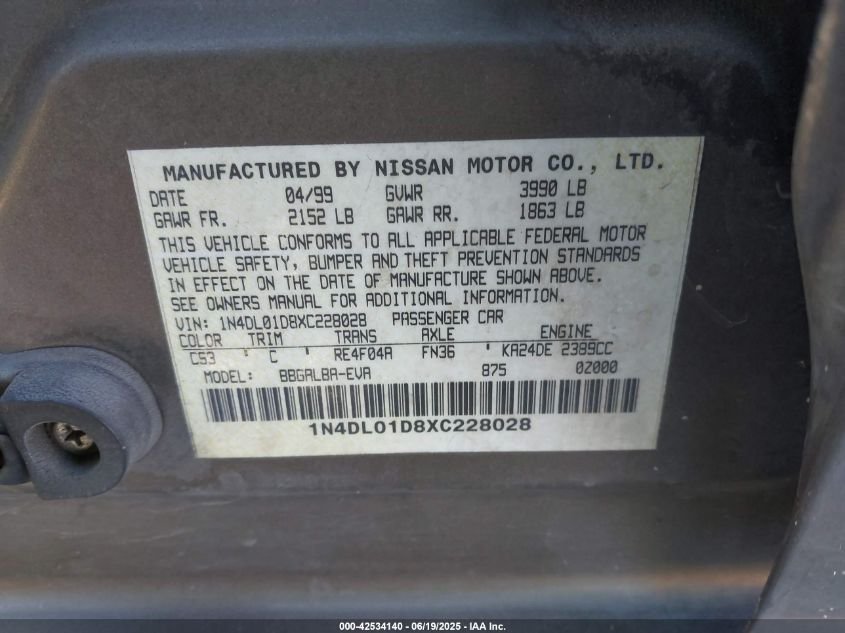 MANUFACTURED BY NISSAN MOTOR CO., LTD.
DATE 04/99 GVWR 3990 LB
GAWR FR. 2152 LB GAWR RR. 1863 LB
THIS VEHICLE CONFORMS TO ALL APPLICABLE FEDERAL MOTOR
VEHICLE SAFETY, BUMPER AND THEFT PREVENTION STANDARDS
IN EFFECT ON THE DATE OF MANUFACTURE SHOWN ABOVE.
SEE OWNERS MANUAL FOR ADDITIONAL INFORMATION.
VIN: 1N4DL01D8XC228028 PASSENGER CAR
COLOR TRIM TRANS AXLE ENGINE
CS3 ' C ' RE4F04A FN36 ' KA24DE 2389CC
MODEL: BBGALBA-EVA 875 0Z000
1N4DL01D8XC228028
000-42534140 - 06/19/2025 - IAA Inc.